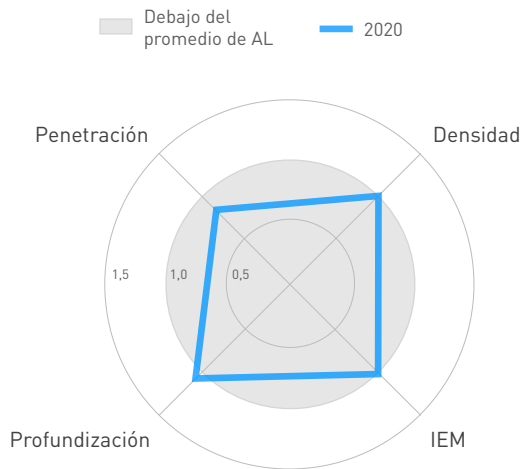 Debajo del
promedio de AL
2020
Penetración
Densidad
1,5
1,0
0,5
Profundización
IEM